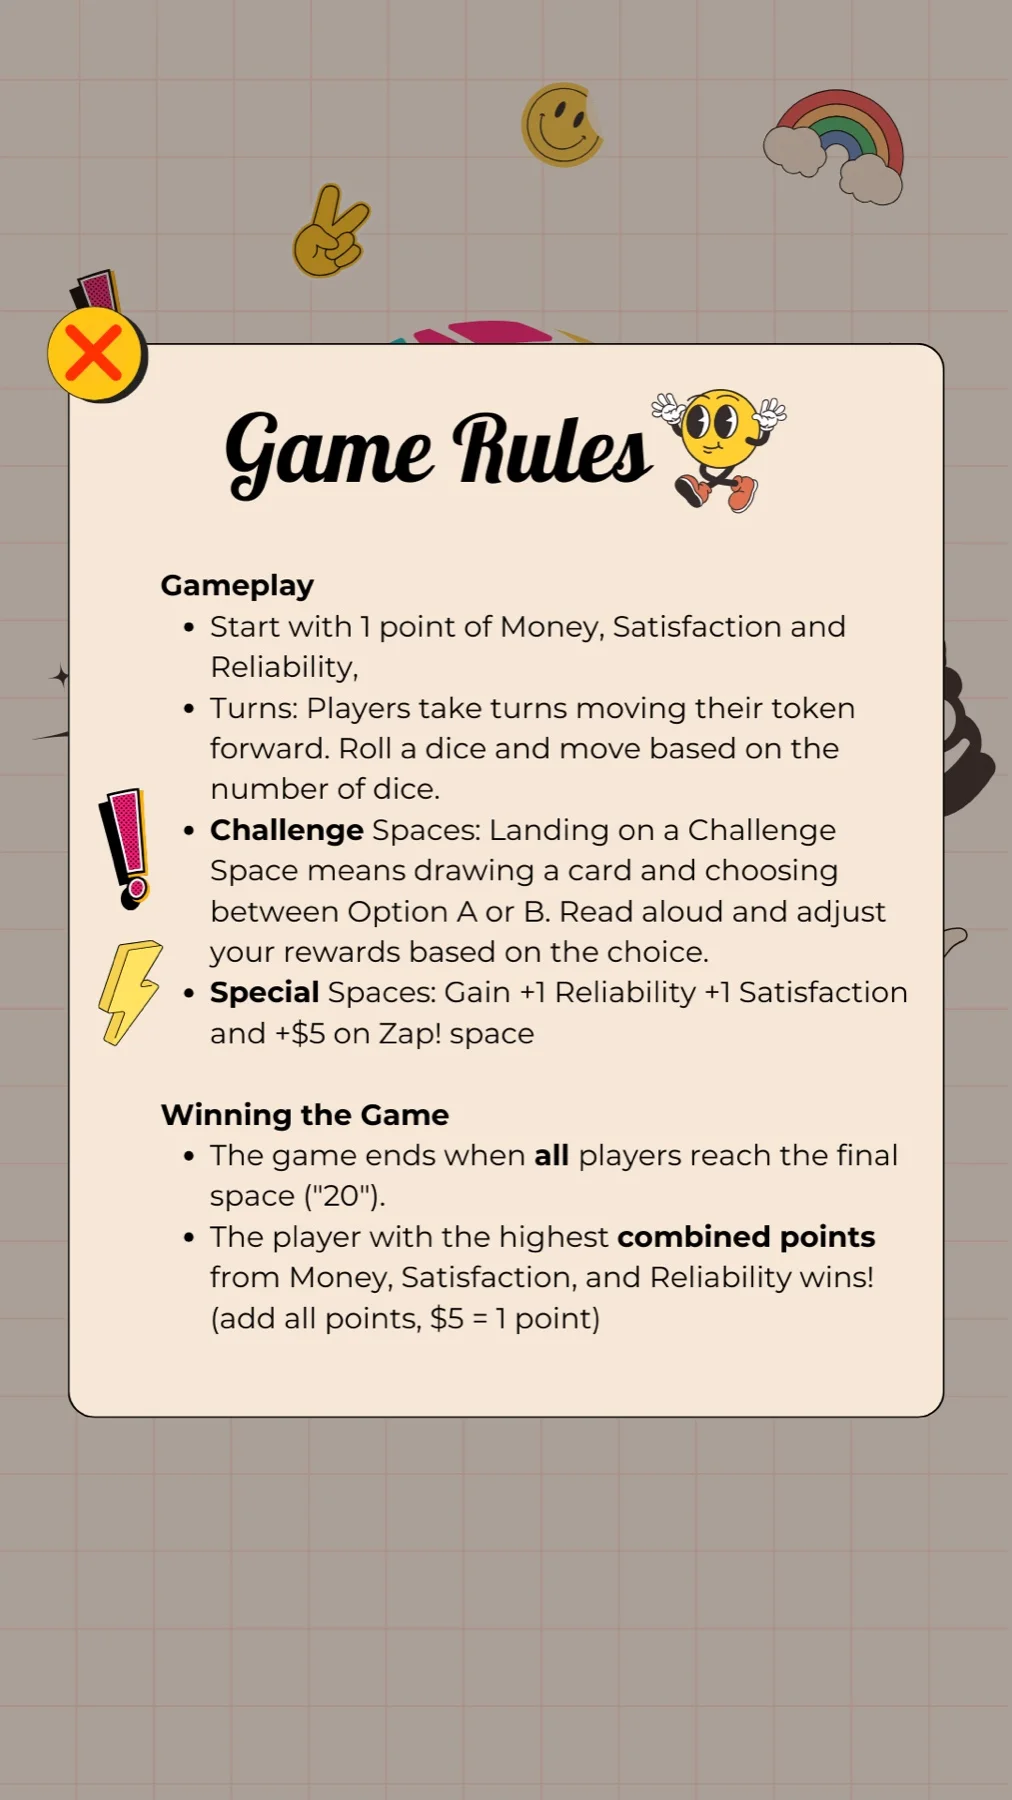 Game Rules
Gameplay
• Start with 1 point of Money, Satisfaction and
Reliability,
• Turns: Players take turns moving their token
forward. Roll a dice and move based on the
number of dice.
• Challenge Spaces: Landing on a Challenge
Space means drawing a card and choosing
between Option A or B. Read aloud and adjust
your rewards based on the choice.
• Special Spaces: Gain +1 Reliability +1 Satisfaction
and +$5 on Zap! space
Winning the Game
• The game ends when all players reach the final
space ("20").
• The player with the highest combined points
from Money, Satisfaction, and Reliability wins!
(add all points, $5 = 1 point)